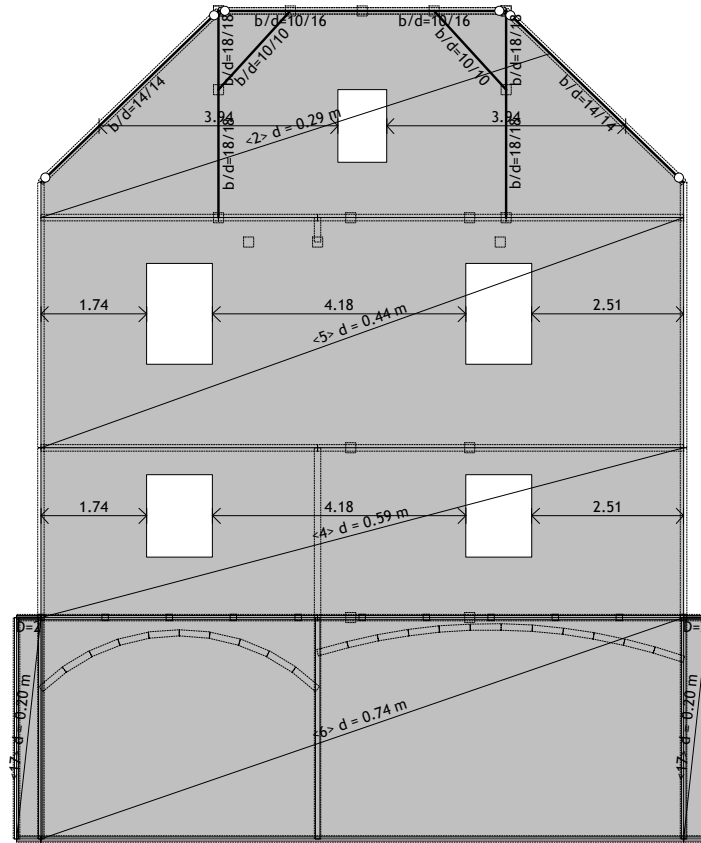 b/d=10/16
b/d=10/16
b/d=18/18
b/d=18/18
b/d=10/10
b/d=10/10
b/d=14/14
b/d=14/14
3.94
3.94
<2> d = 0.29 m
b/d=18/18
b/d=18/18
1.74
4.18
2.51
<5> d = 0.44 m
1.74
4.18
2.51
<4> d = 0.59 m
<17> d = 0.20 m
<6> d = 0.74 m
<17> d = 0.20 m